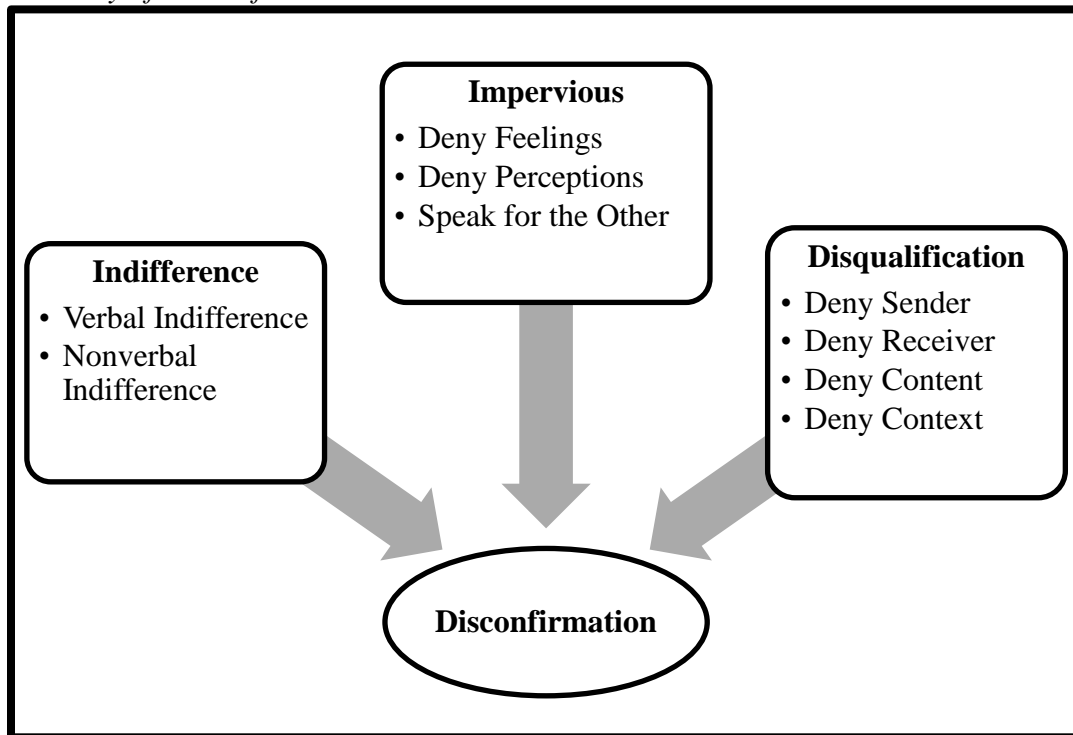 Impervious
• Deny Feelings
• Deny Perceptions
• Speak for the Other
Indifference
• Verbal Indifference
• Nonverbal
Indifference
Disqualification
• Deny Sender
• Deny Receiver
• Deny Content
• Deny Context
Disconfirmation